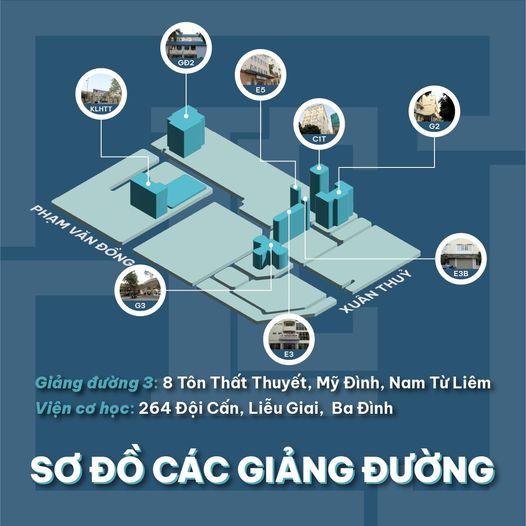 GĐ2
E5
KLHTT
C1T
G2
PHẠM VĂN ĐỒNG
XUÂN THUỶ
E3B
G3
E3
Giảng đường 3: 8 Tôn Thất Thuyết, Mỹ Đình, Nam Từ Liêm
Viện cơ học: 264 Đội Cấn, Liễu Giai, Ba Đình
SƠ ĐỒ CÁC GIẢNG ĐƯỜNG